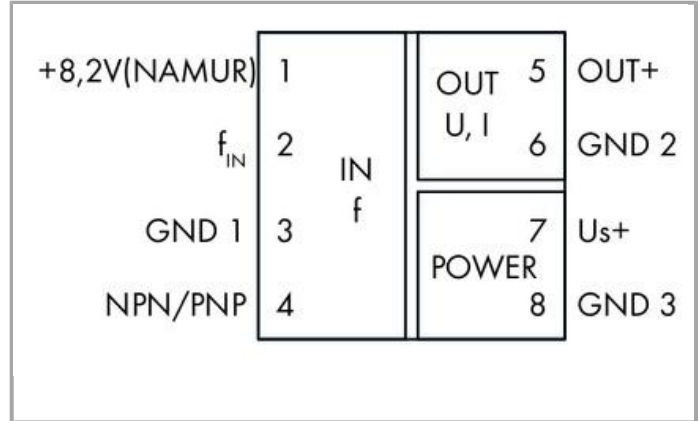 +8,2V(NAMUR) 1
f_IN 2
GND 1 3
NPN/PNP 4
IN
f
OUT
U, I
5 OUT+
6 GND 2
POWER
7 Us+
8 GND 3